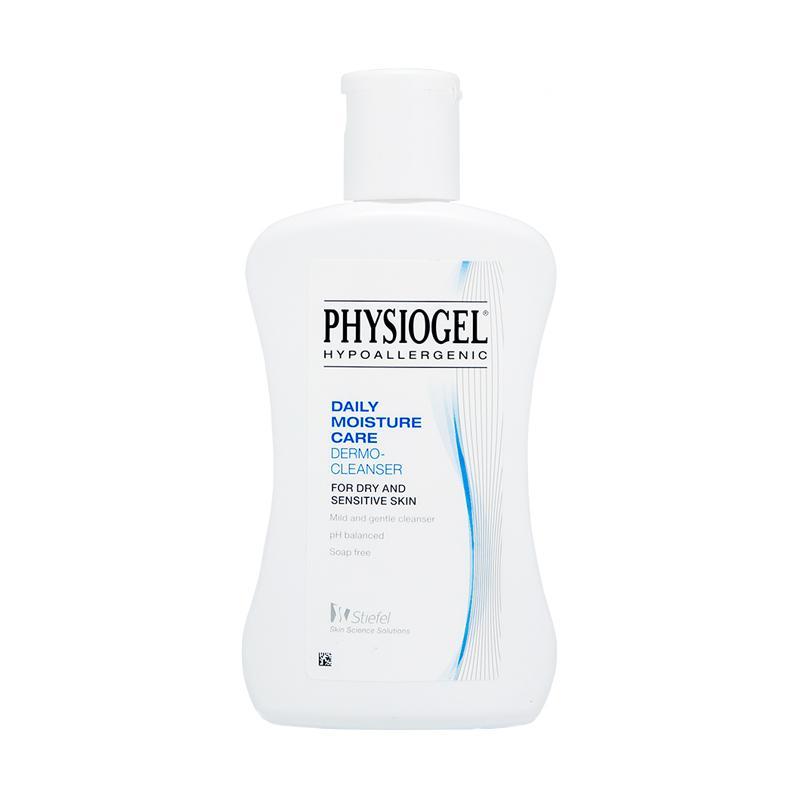 PHYSIOGEL®
HYPOALLERGENIC
DAILY
MOISTURE
CARE
DERMO-
CLEANSER
FOR DRY AND
SENSITIVE SKIN
Mild and gentle cleanser
pH balanced
Soap free
Stiefel
Skin Science Solutions